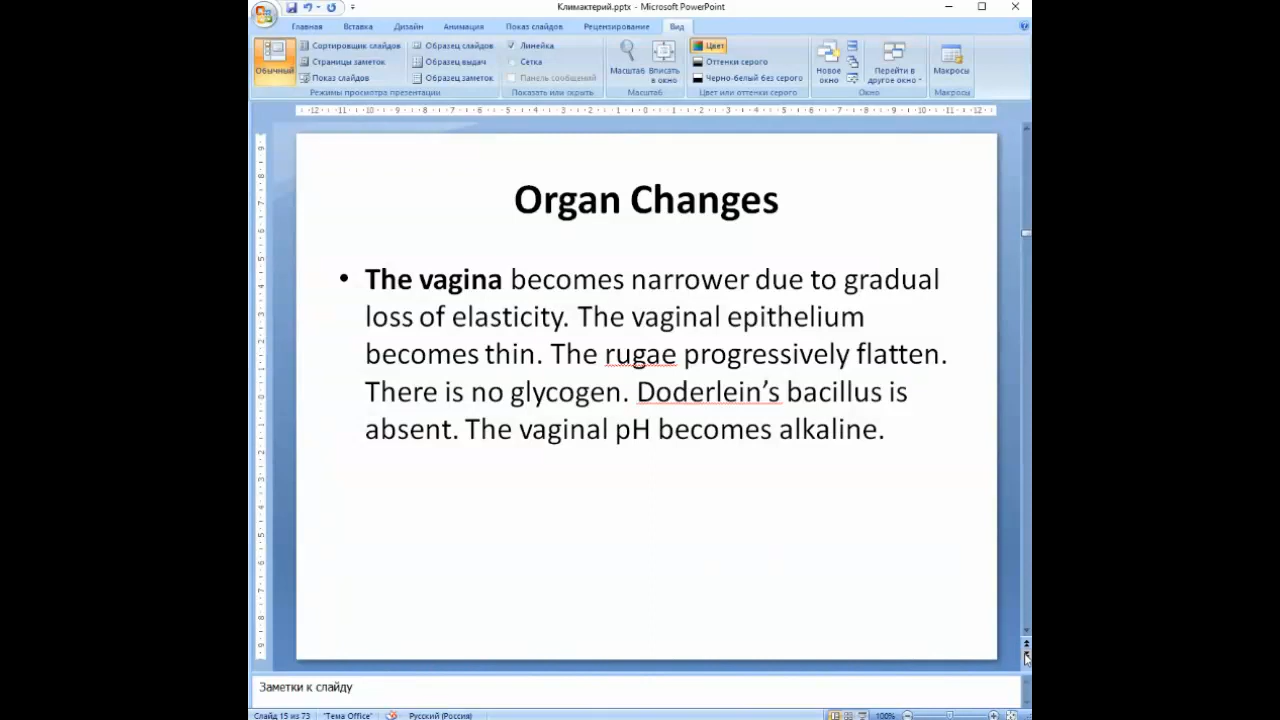 Климактерий.pptx - Microsoft PowerPoint
Главная Вставка Дизайн Анимация Показ слайдов Рецензирование Вид
Обычный
Сортировщик слайдов
Страницы заметок
Показ слайдов
Режимы просмотра презентации
Образец слайдов
Образец выдач
Образец заметок
Линейка
Сетка
Панель сообщений
Показать или скрыть
Масштаб
Вписать в окно
Масштаб
Цвет
Оттенки серого
Черно-белый без серого
Цвет или оттенки серого
Новое окно
Перейти в другое окно
Окно
Макросы
Макросы
Organ Changes
• The vagina becomes narrower due to gradual
loss of elasticity. The vaginal epithelium
becomes thin. The rugae progressively flatten.
There is no glycogen. Doderlein’s bacillus is
absent. The vaginal pH becomes alkaline.
Заметки к слайду
Слайд 15 из 73 "Тема Office" Русский (Россия) 100%